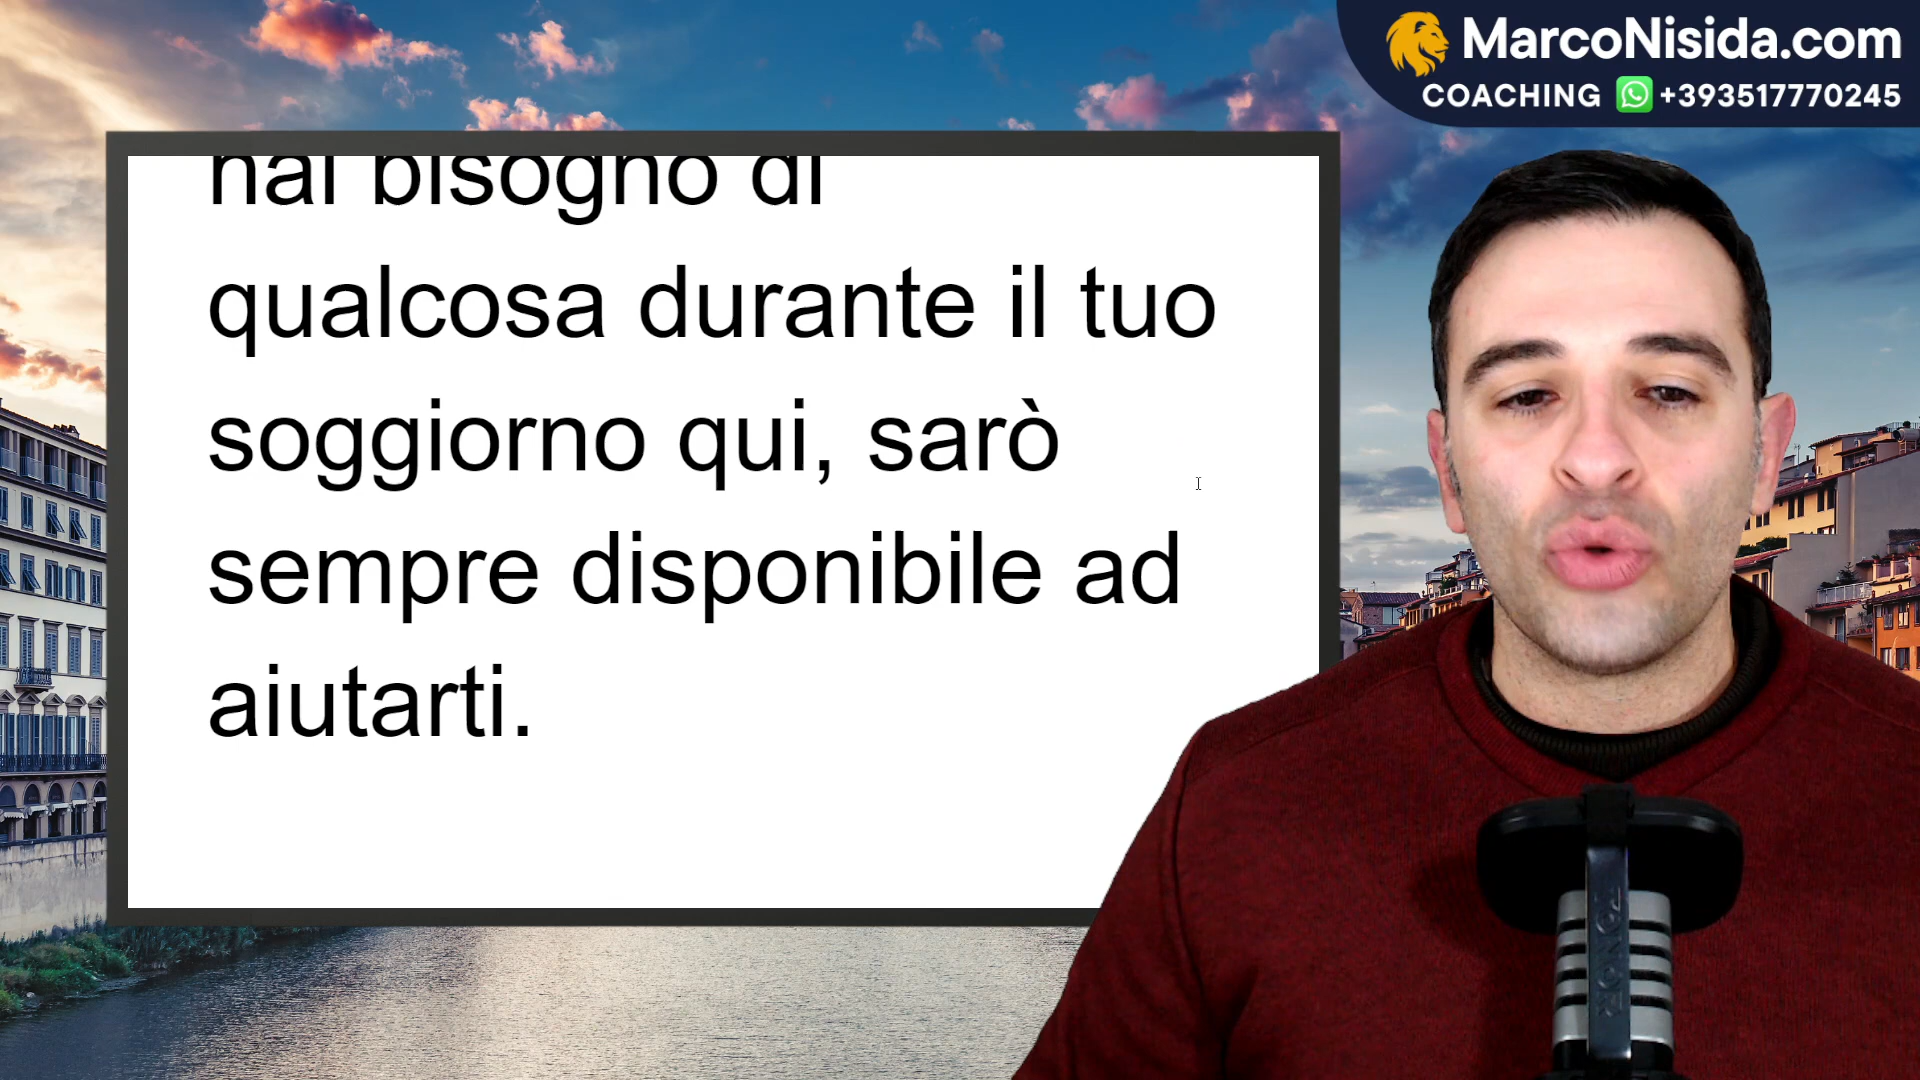 MarcoNisida.com
COACHING +393517770245
hai bisogno di
qualcosa durante il tuo
soggiorno qui, sarò
sempre disponibile ad
aiutarti.